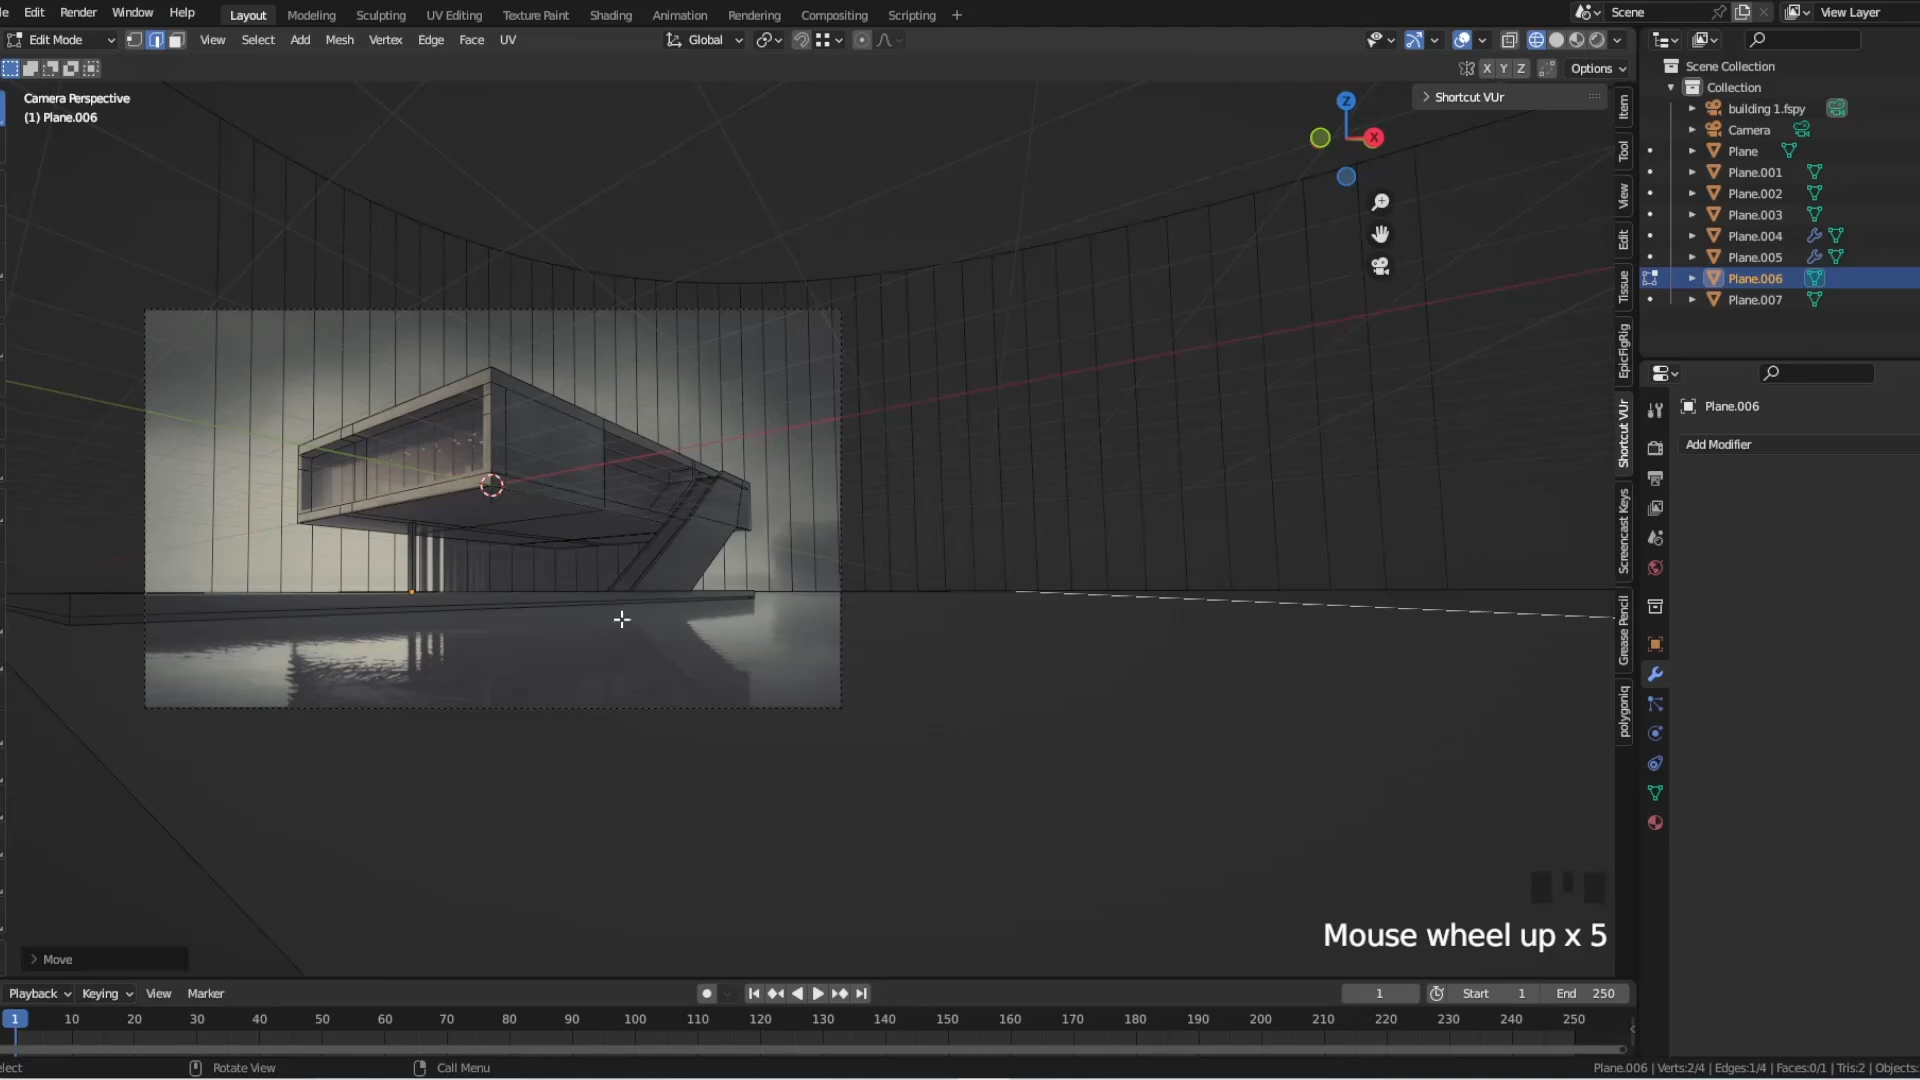 Edit Render Window Help
Layout Modeling Sculpting UV Editing Texture Paint Shading Animation Rendering Compositing Scripting +
Scene
View Layer
Edit Mode View Select Add Mesh Vertex Edge Face UV
Global
X Y Z Options
Camera Perspective
(1) Plane.006
Shortcut VUr
Z
X
Item
Tool
View
Edit
Tissue
EpicFigRig
Shortcut VUr
Screencast Keys
Grease Pencil
polygoniq
Scene Collection
Collection
building 1.fspy
Camera
Plane
Plane.001
Plane.002
Plane.003
Plane.004
Plane.005
Plane.006
Plane.007
Plane.006
Add Modifier
Mouse wheel up x 5
Move
Playback Keying View Marker
1 Start 1 End 250
1 10 20 30 40 50 60 70 80 90 100 110 120 130 140 150 160 170 180 190 200 210 220 230 240 250
Rotate View Call Menu
Plane.006 | Verts:2/4 | Edges:1/4 | Faces:0/1 | Tris:2 | Objects: